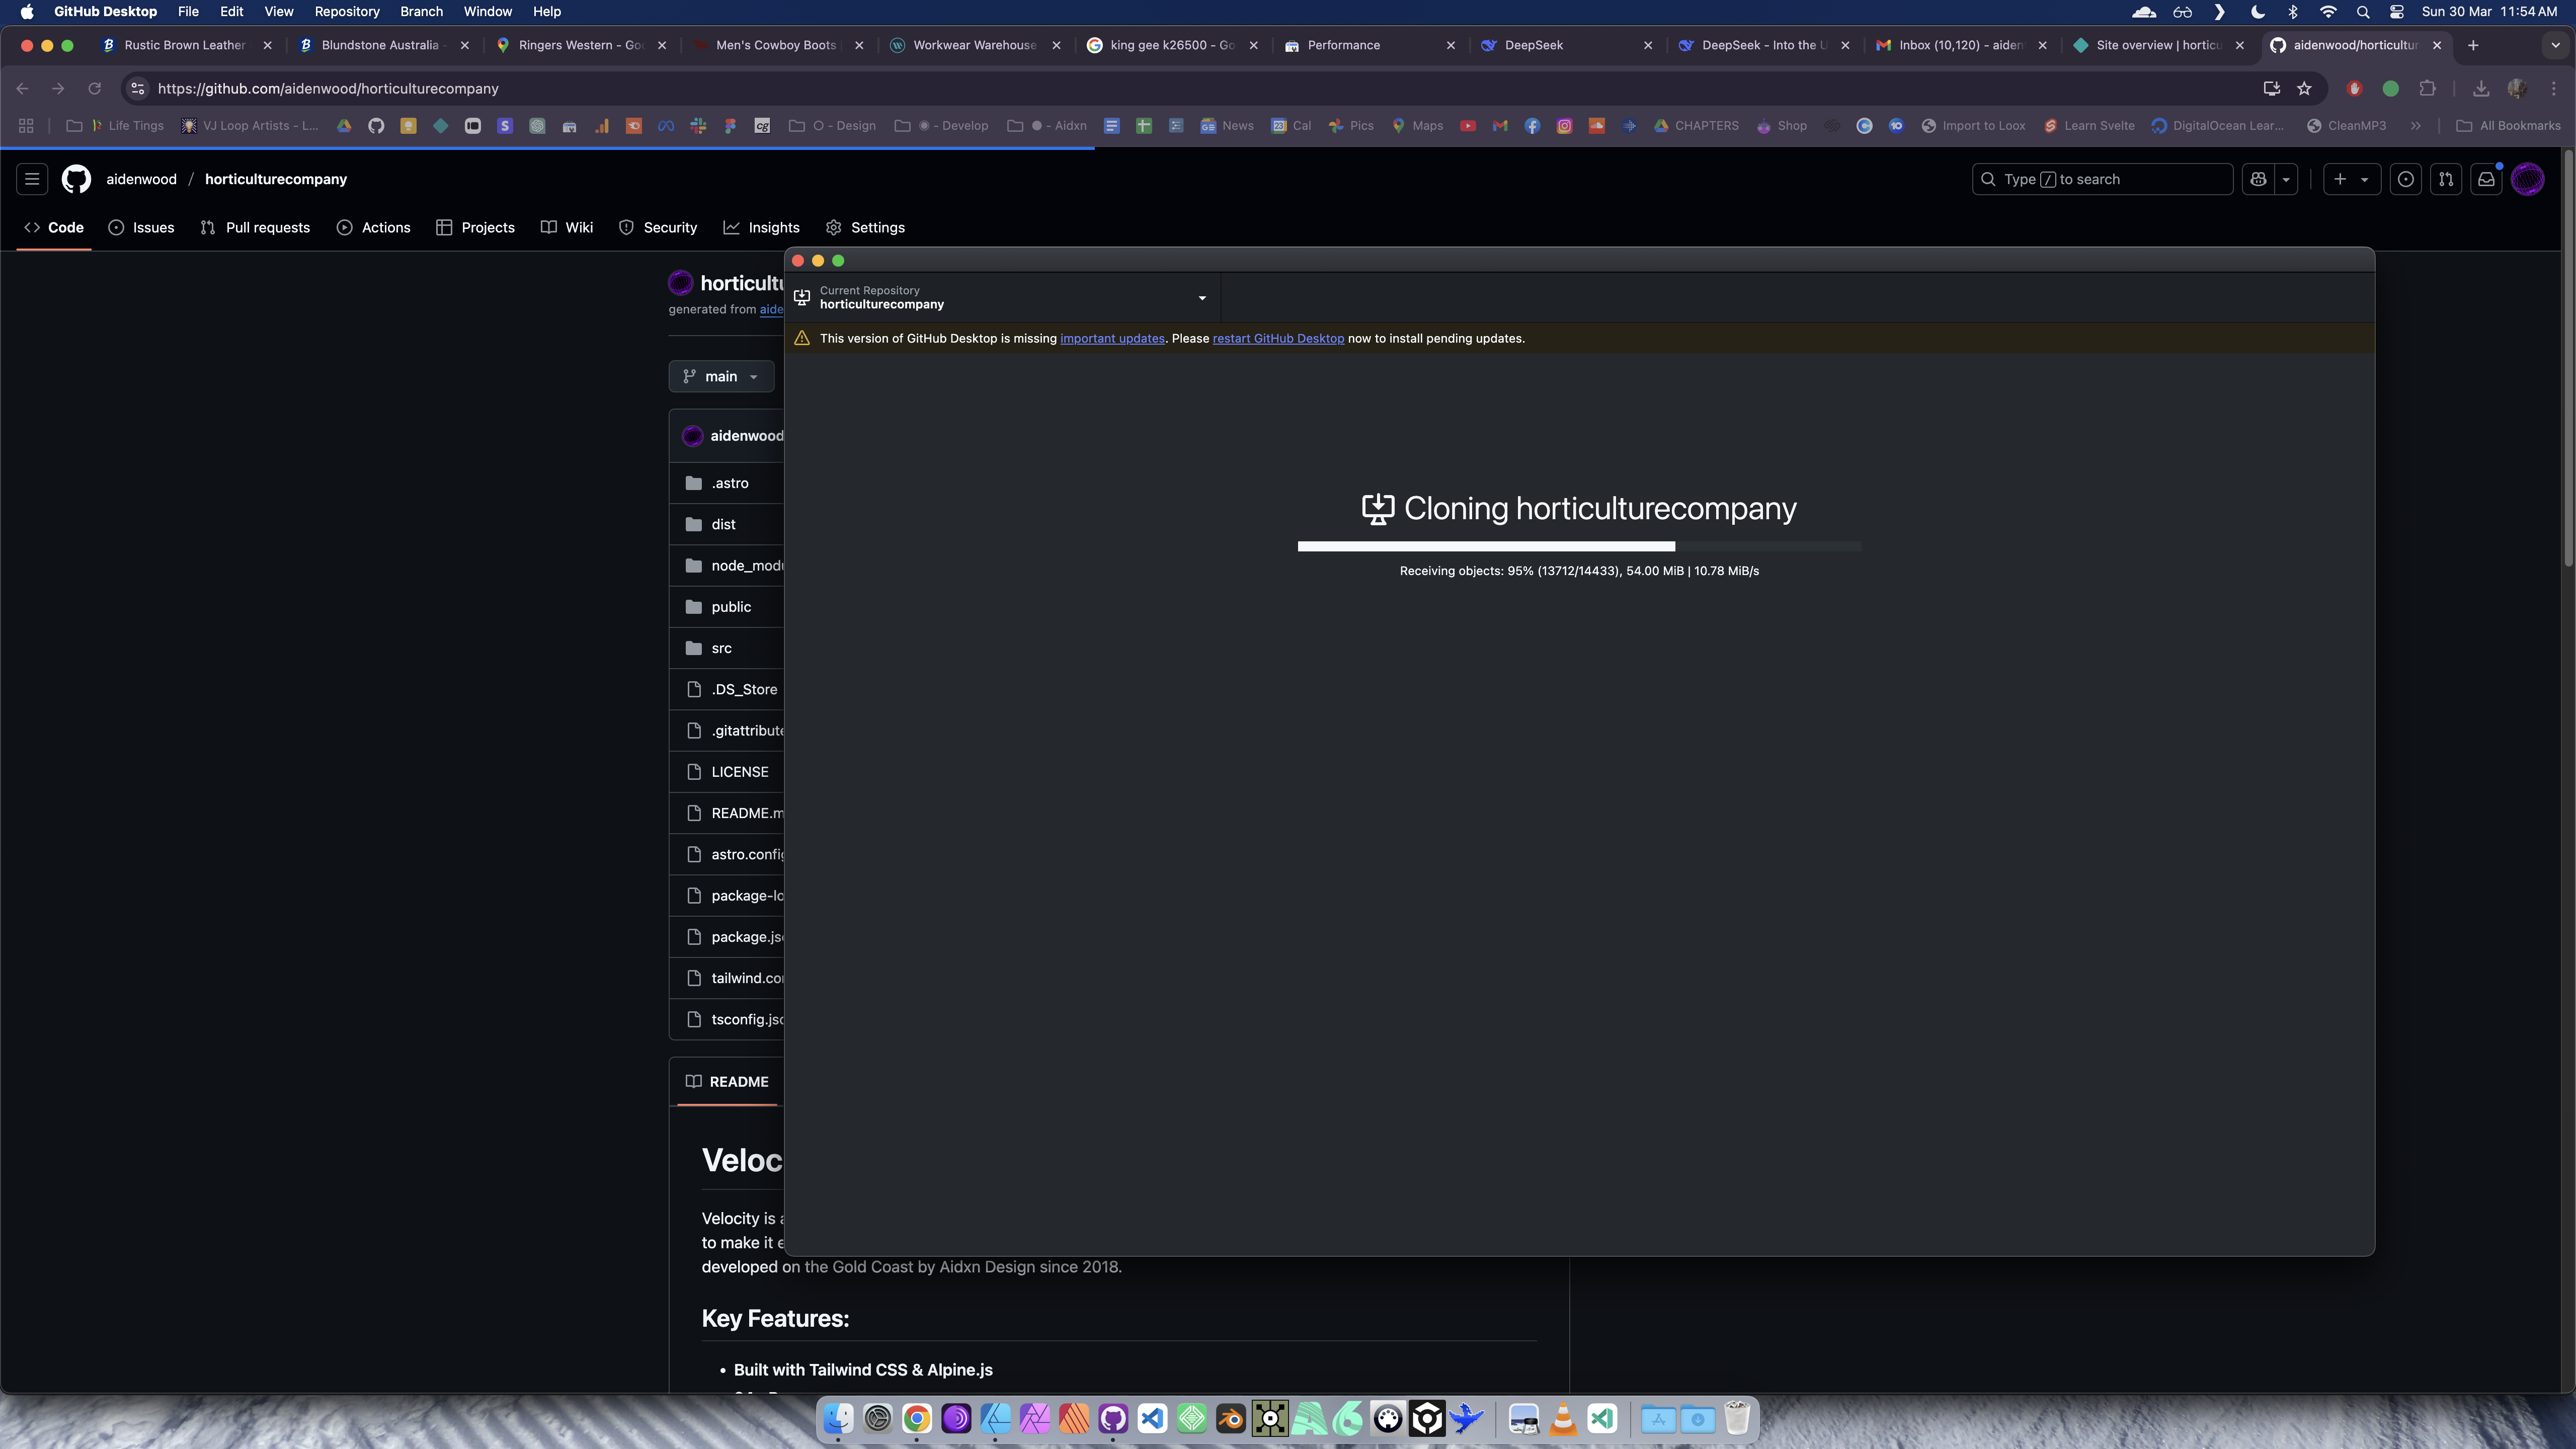 GitHub Desktop File Edit View Repository Branch Window Help Sun 30 Mar 11:54 AM
Rustic Brown Leather Blundstone Australia - Ringers Western - Go Men's Cowboy Boots Workwear Warehouse king gee k26500 - Go Performance DeepSeek DeepSeek - Into the U Inbox (10,120) - aiden Site overview | horticu aidenwood/horticultur
https://github.com/aidenwood/horticulturecompany
Life Tings VJ Loop Artists - L... - Design - Develop - Aidxn News Cal Pics Maps CHAPTERS Shop Import to Loox Learn Svelte DigitalOcean Lear... CleanMP3 All Bookmarks
aidenwood / horticulturecompany
Type / to search
Code Issues Pull requests Actions Projects Wiki Security Insights Settings
horticultu
generated from aide
Current Repository
horticulturecompany
This version of GitHub Desktop is missing important updates. Please restart GitHub Desktop now to install pending updates.
main
aidenwood
.astro
dist
node_modu
public
src
.DS_Store
.gitattribute
LICENSE
README.m
astro.config
package-lo
package.jso
tailwind.con
tsconfig.jso
Cloning horticulturecompany
Receiving objects: 95% (13712/14433), 54.00 MiB | 10.78 MiB/s
README
Veloc
Velocity is a
to make it e
developed on the Gold Coast by Aidxn Design since 2018.
Key Features:
• Built with Tailwind CSS & Alpine.js